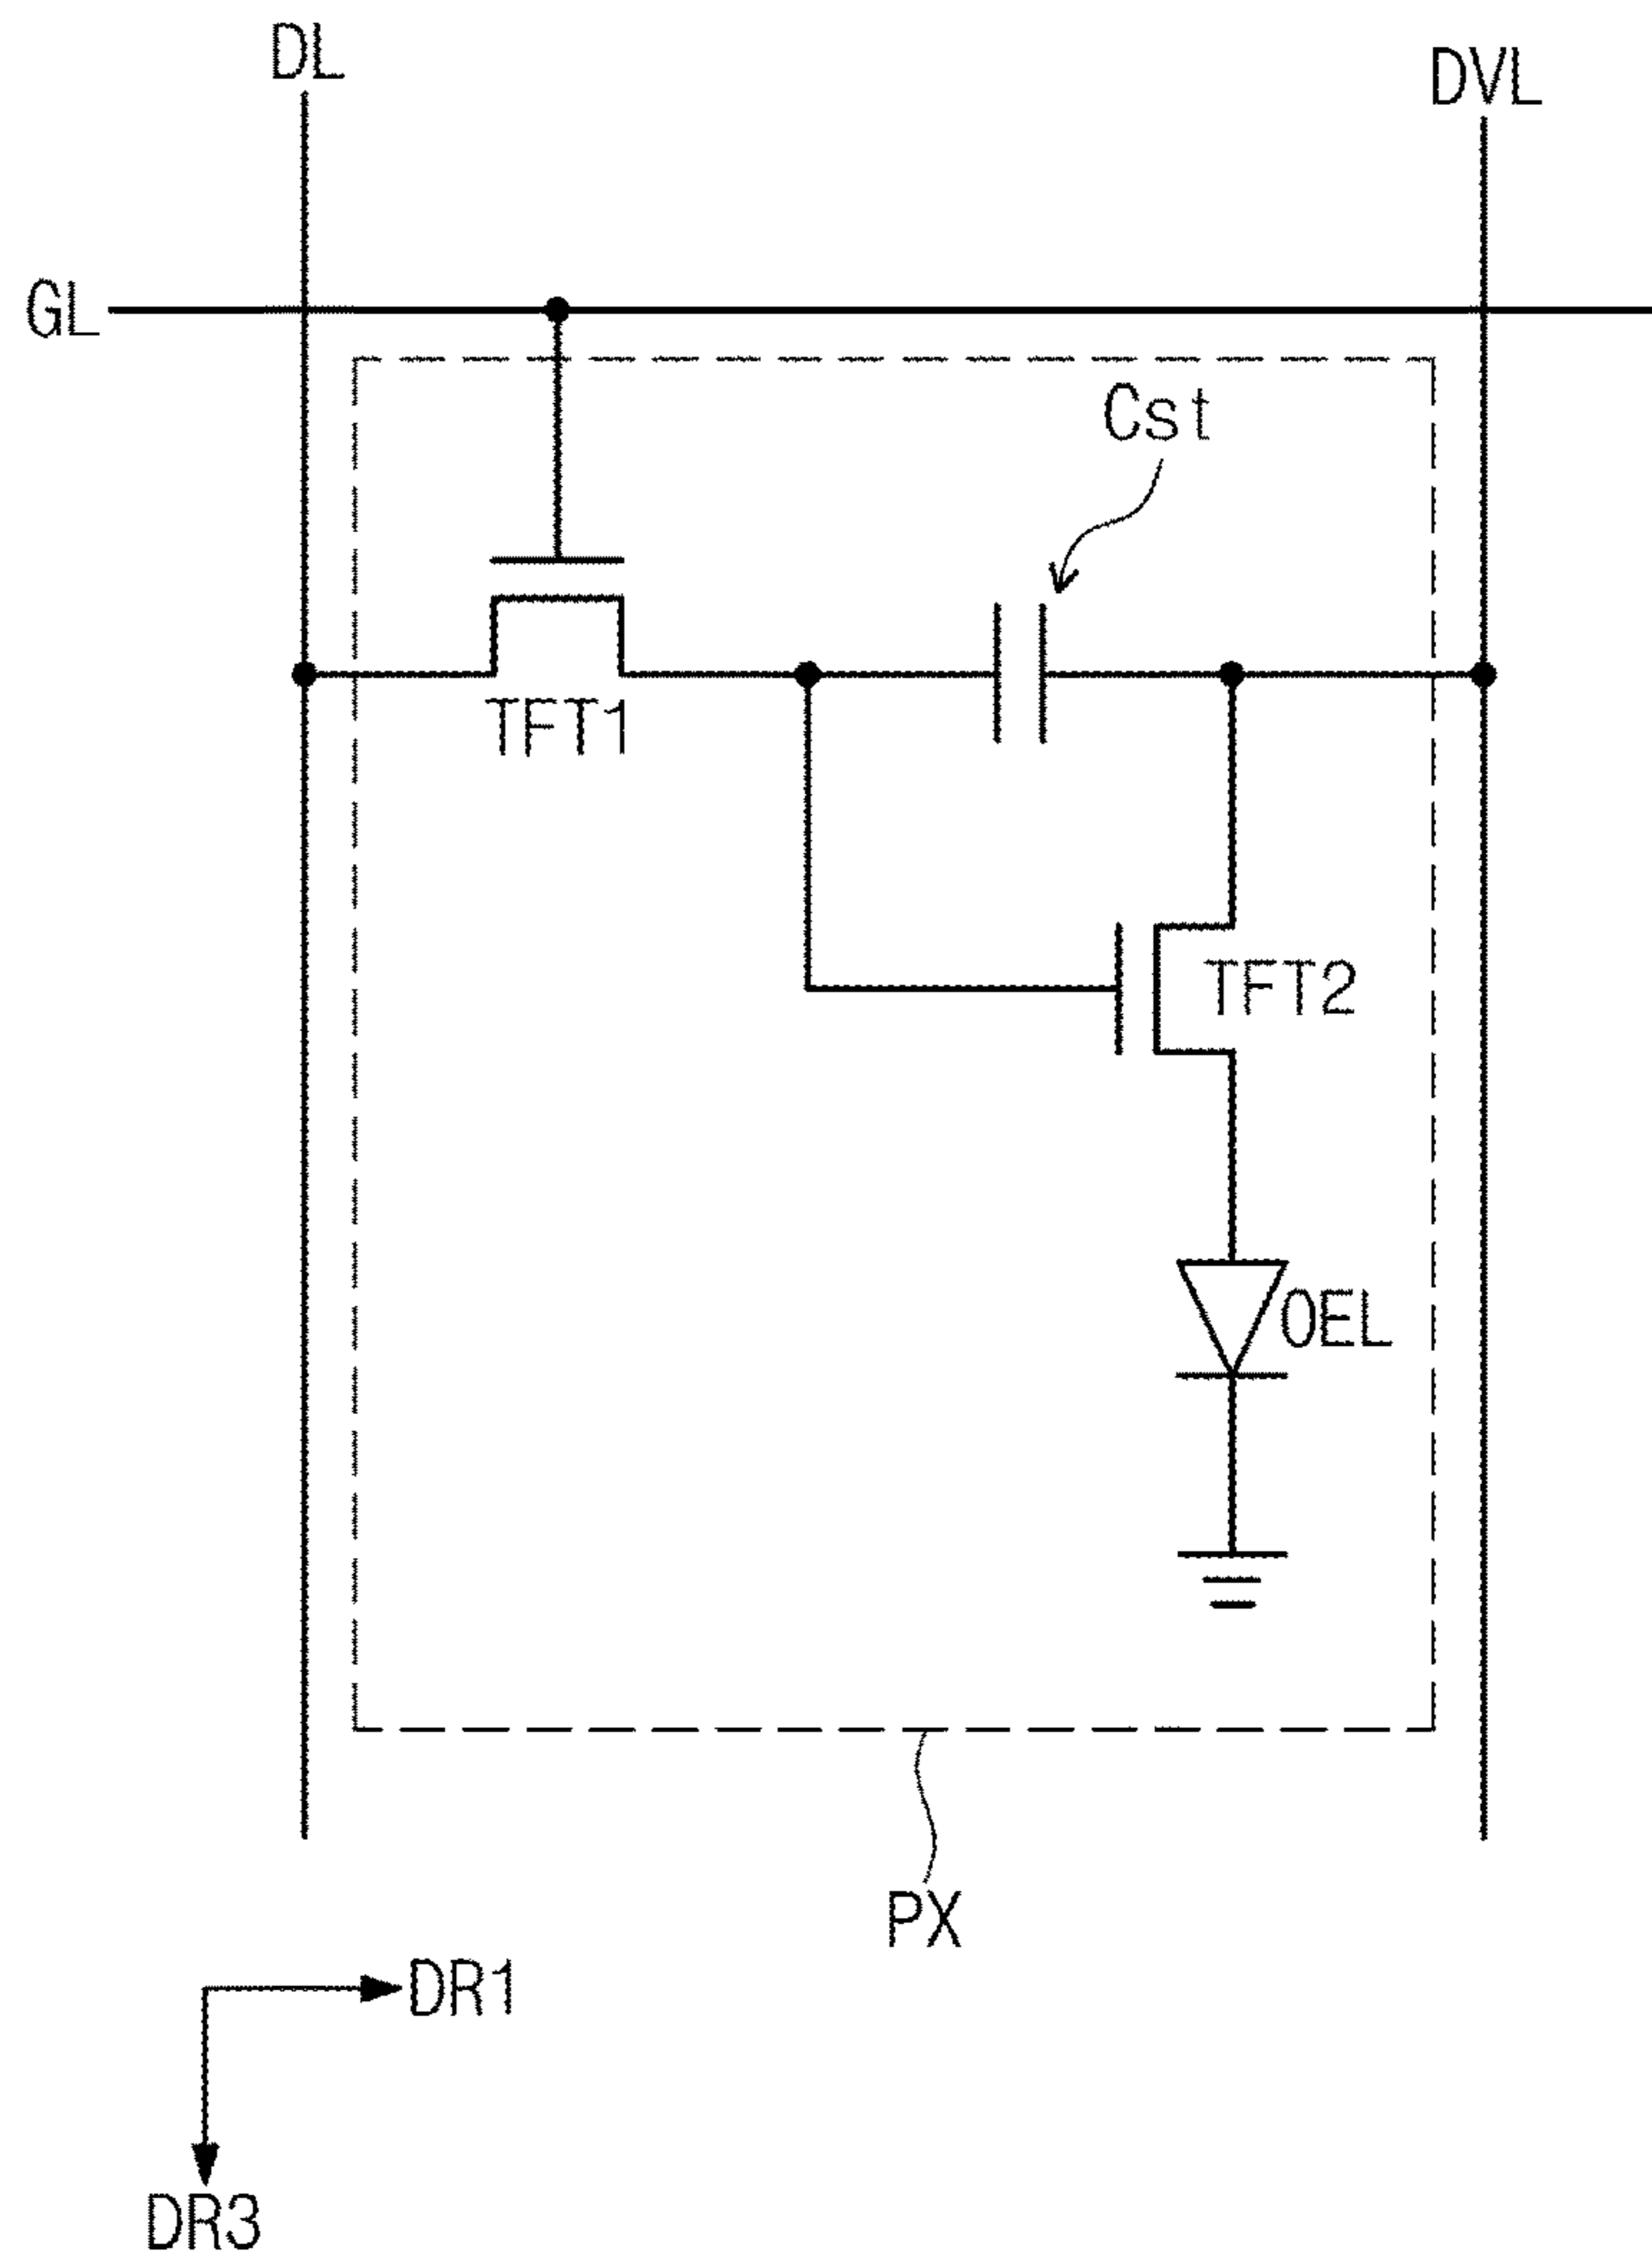 DL
DVL
GL
Cst
TFT1
TFT2
OEL
PX
DR1
DR3